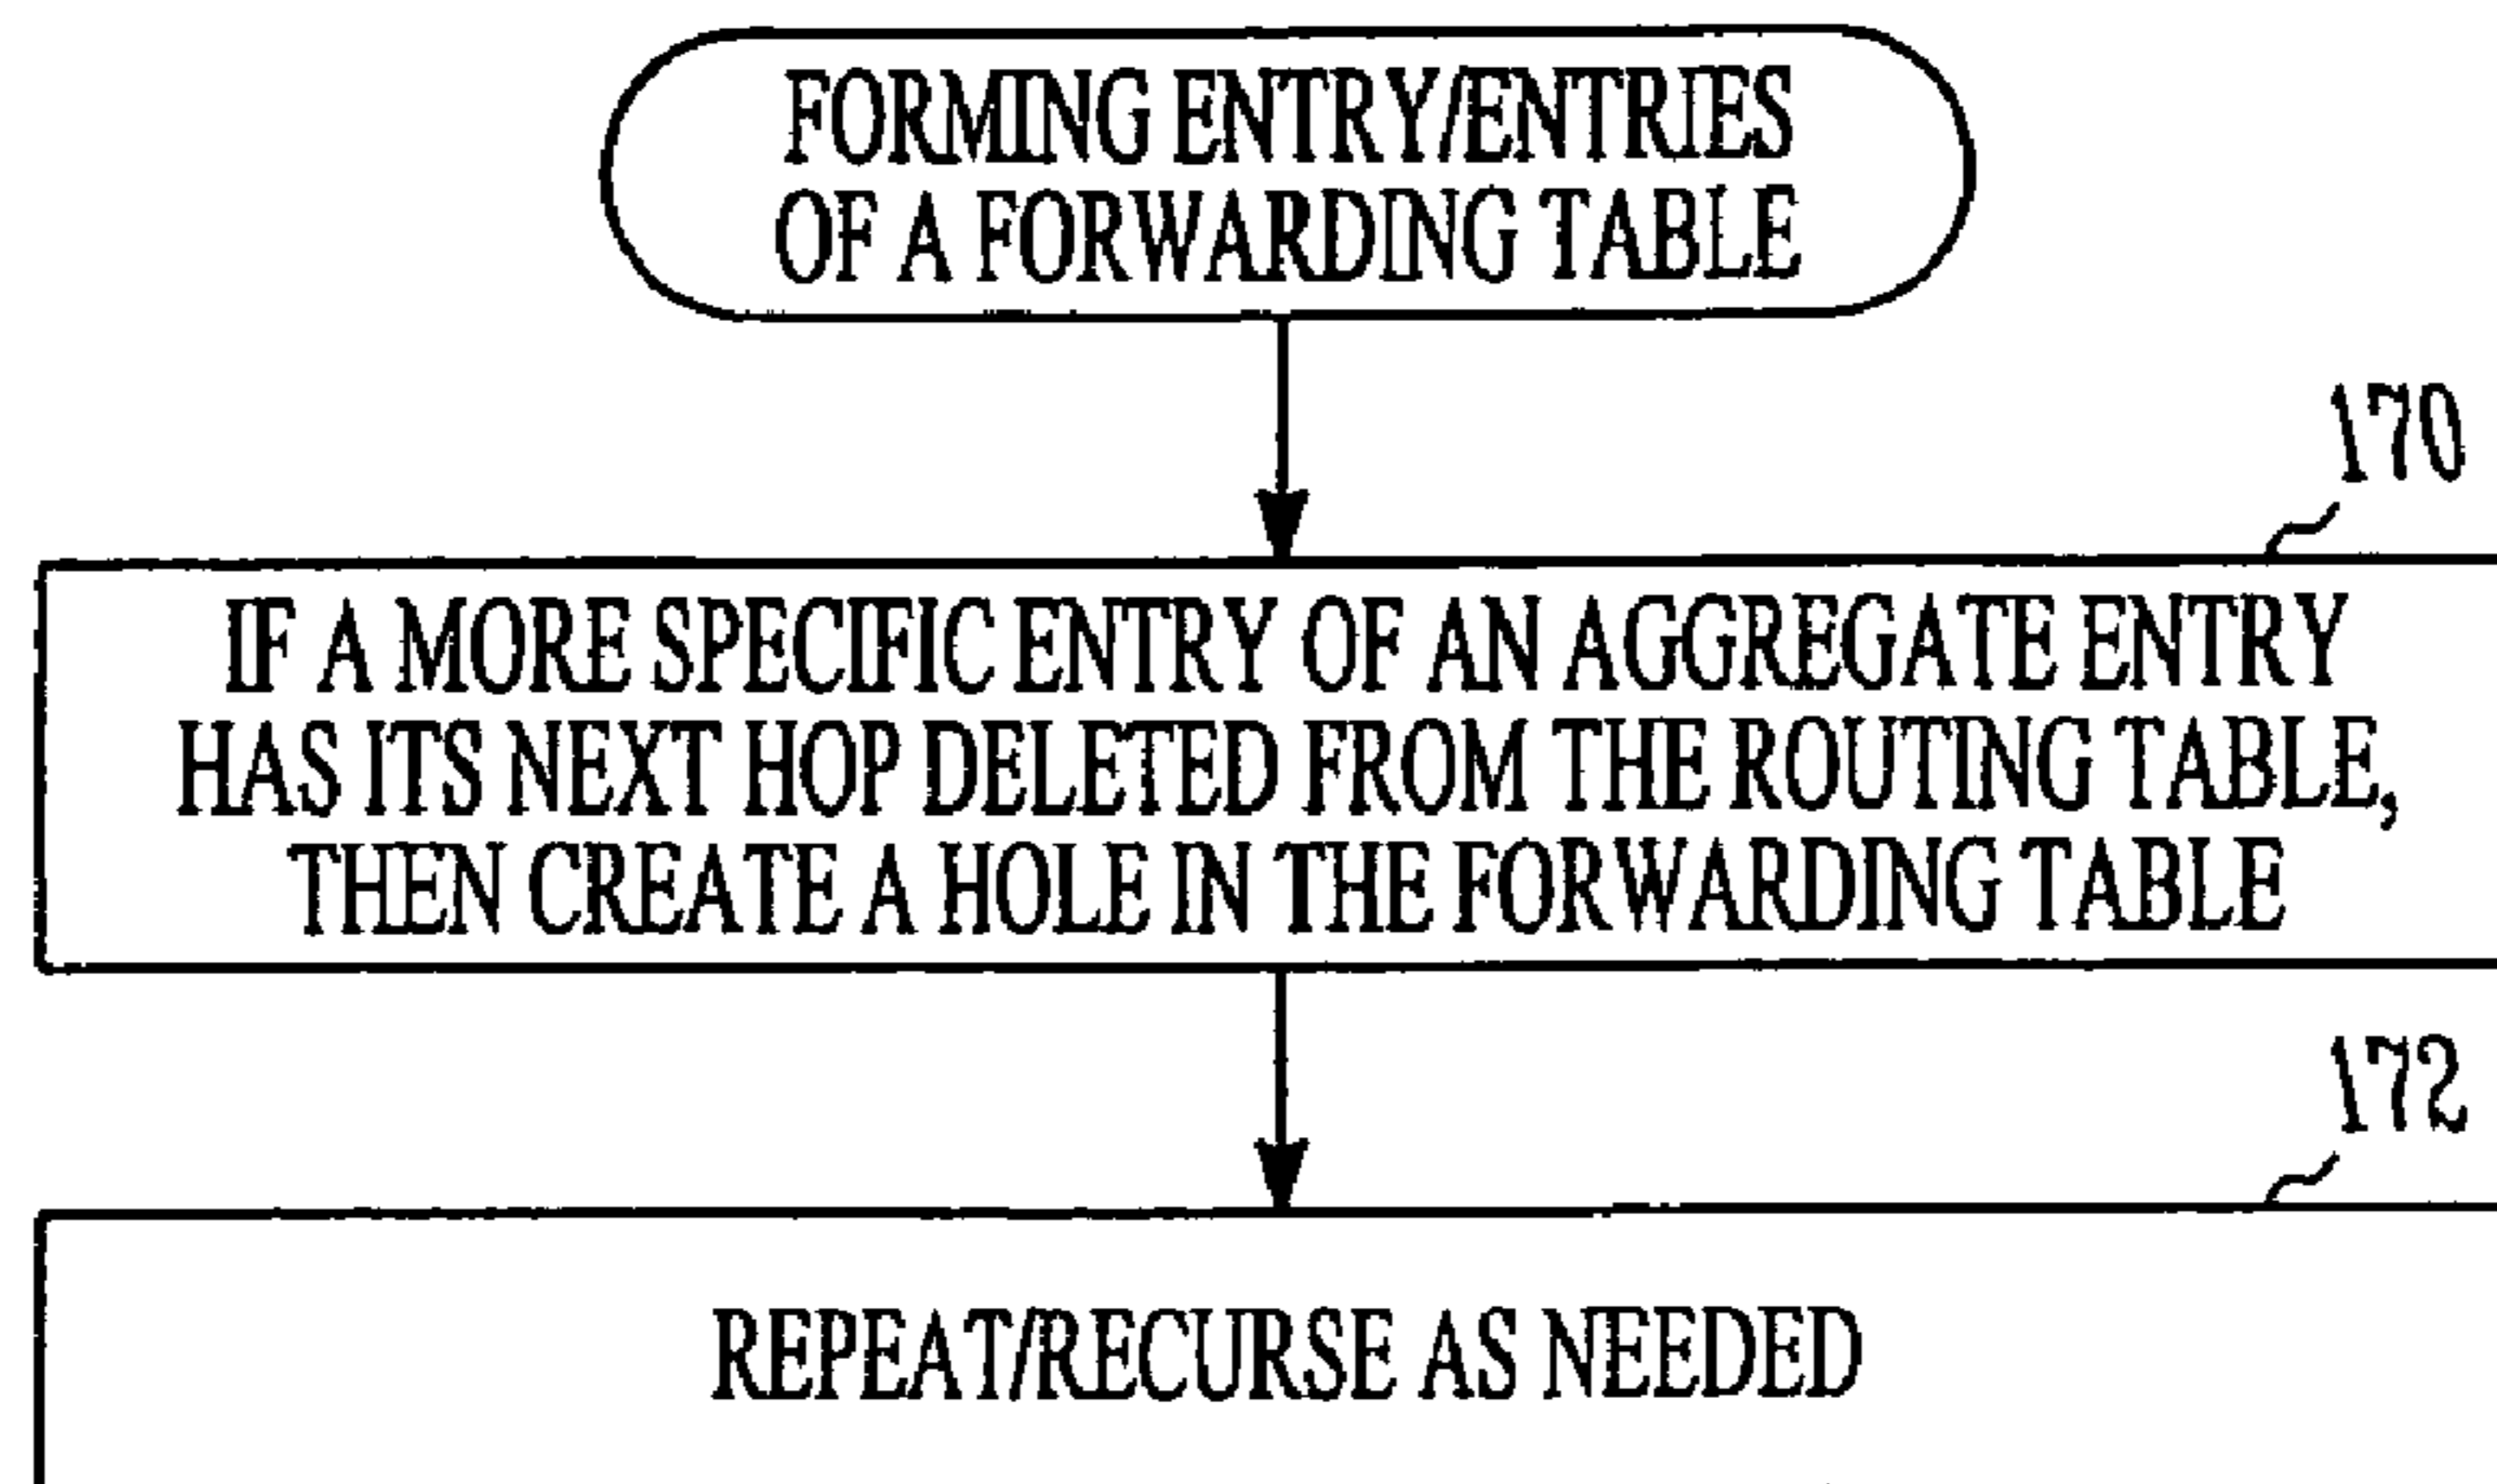 FORMING ENTRY/ENTRIES
OF A FORWARDING TABLE
170
IF A MORE SPECIFIC ENTRY OF AN AGGREGATE ENTRY
HAS ITS NEXT HOP DELETED FROM THE ROUTING TABLE,
THEN CREATE A HOLE IN THE FORWARDING TABLE
172
REPEAT/RECURSE AS NEEDED